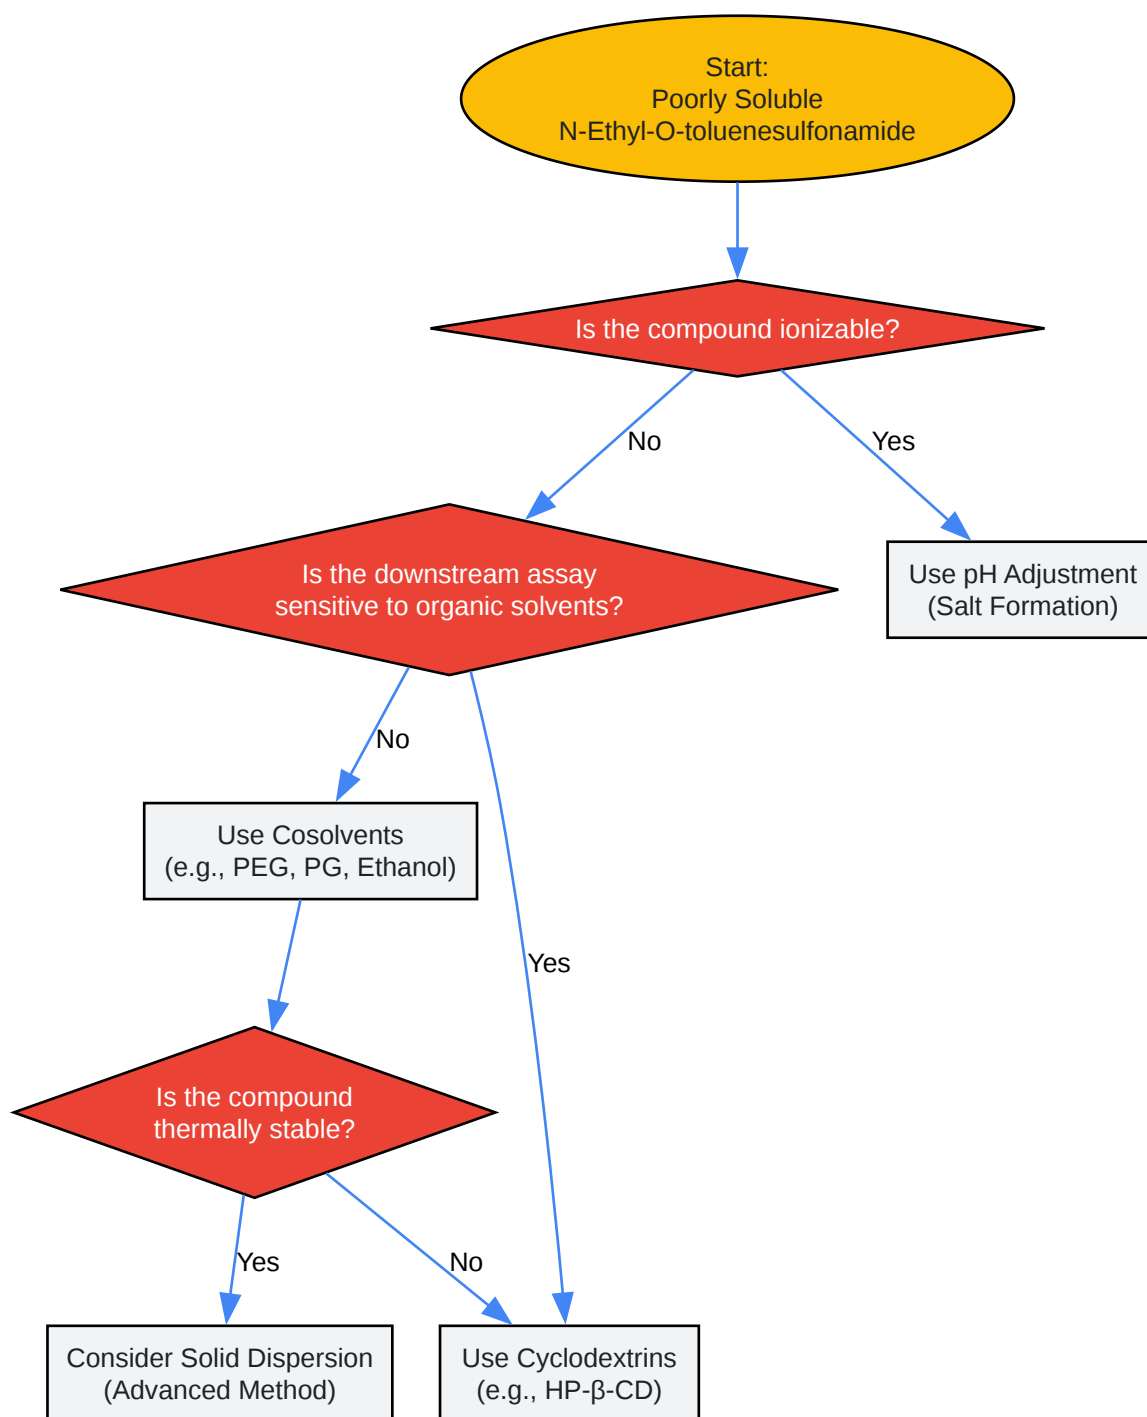 Start:
Poorly Soluble
N-Ethyl-O-toluenesulfonamide
Is the compound ionizable?
No
Yes
Is the downstream assay
sensitive to organic solvents?
Use pH Adjustment
(Salt Formation)
No
Use Cosolvents
(e.g., PEG, PG, Ethanol)
Yes
Is the compound
thermally stable?
Yes
No
Consider Solid Dispersion
(Advanced Method)
Use Cyclodextrins
(e.g., HP-β-CD)